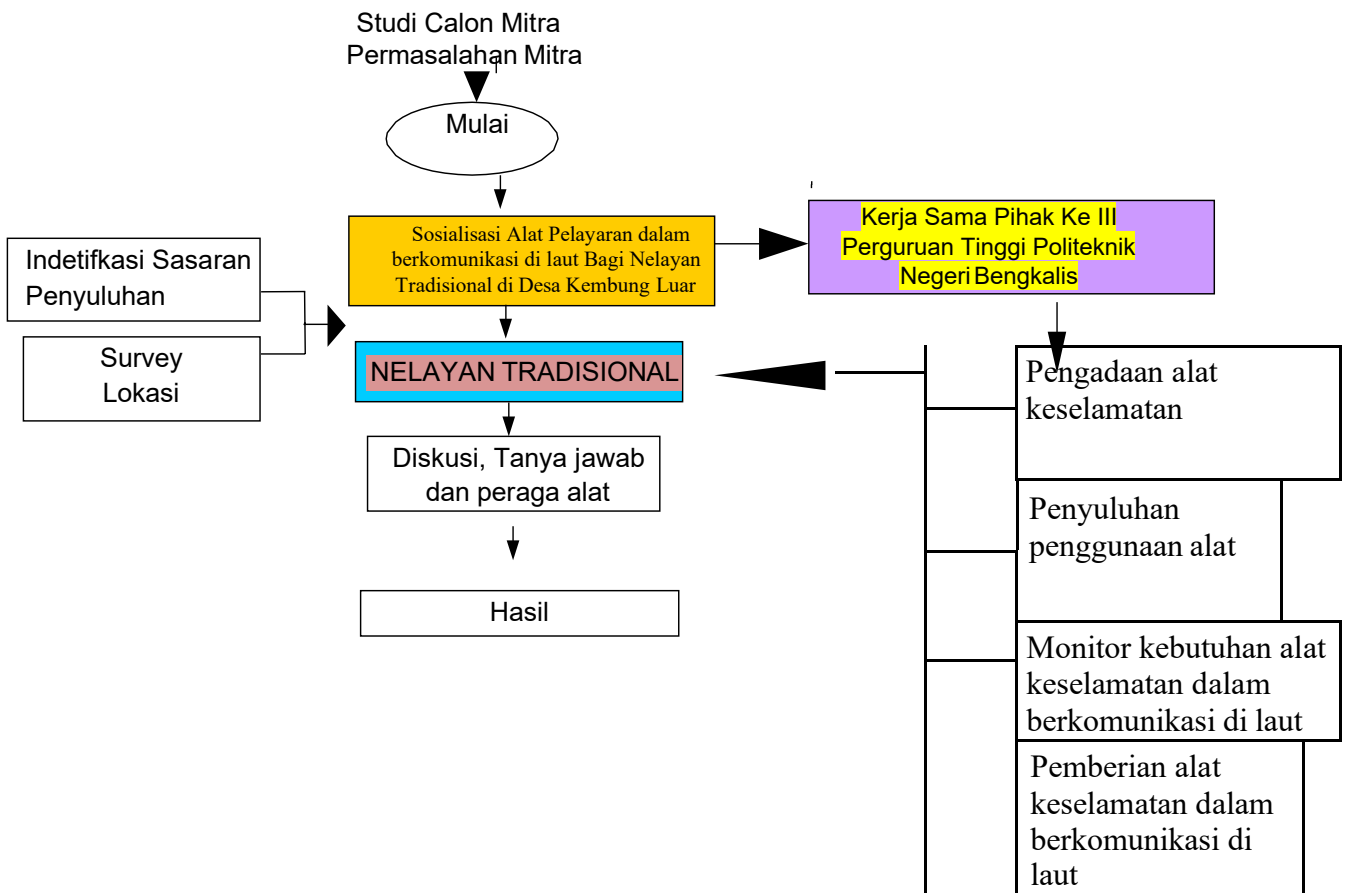 Studi Calon Mitra
Permasalahan Mitra
Mulai
Sosialisasi Alat Pelayaran dalam
berkomunikasi di laut Bagi Nelayan
Tradisional di Desa Kembung Luar
Kerja Sama Pihak Ke III
Perguruan Tinggi Politeknik
Negeri Bengkalis
Indetifkasi Sasaran
Penyuluhan
Survey
Lokasi
NELAYAN TRADISIONAL
Diskusi, Tanya jawab
dan peraga alat
Hasil
Pengadaan alat
keselamatan
Penyuluhan
penggunaan alat
Monitor kebutuhan alat
keselamatan dalam
berkomunikasi di laut
Pemberian alat
keselamatan dalam
berkomunikasi di
laut